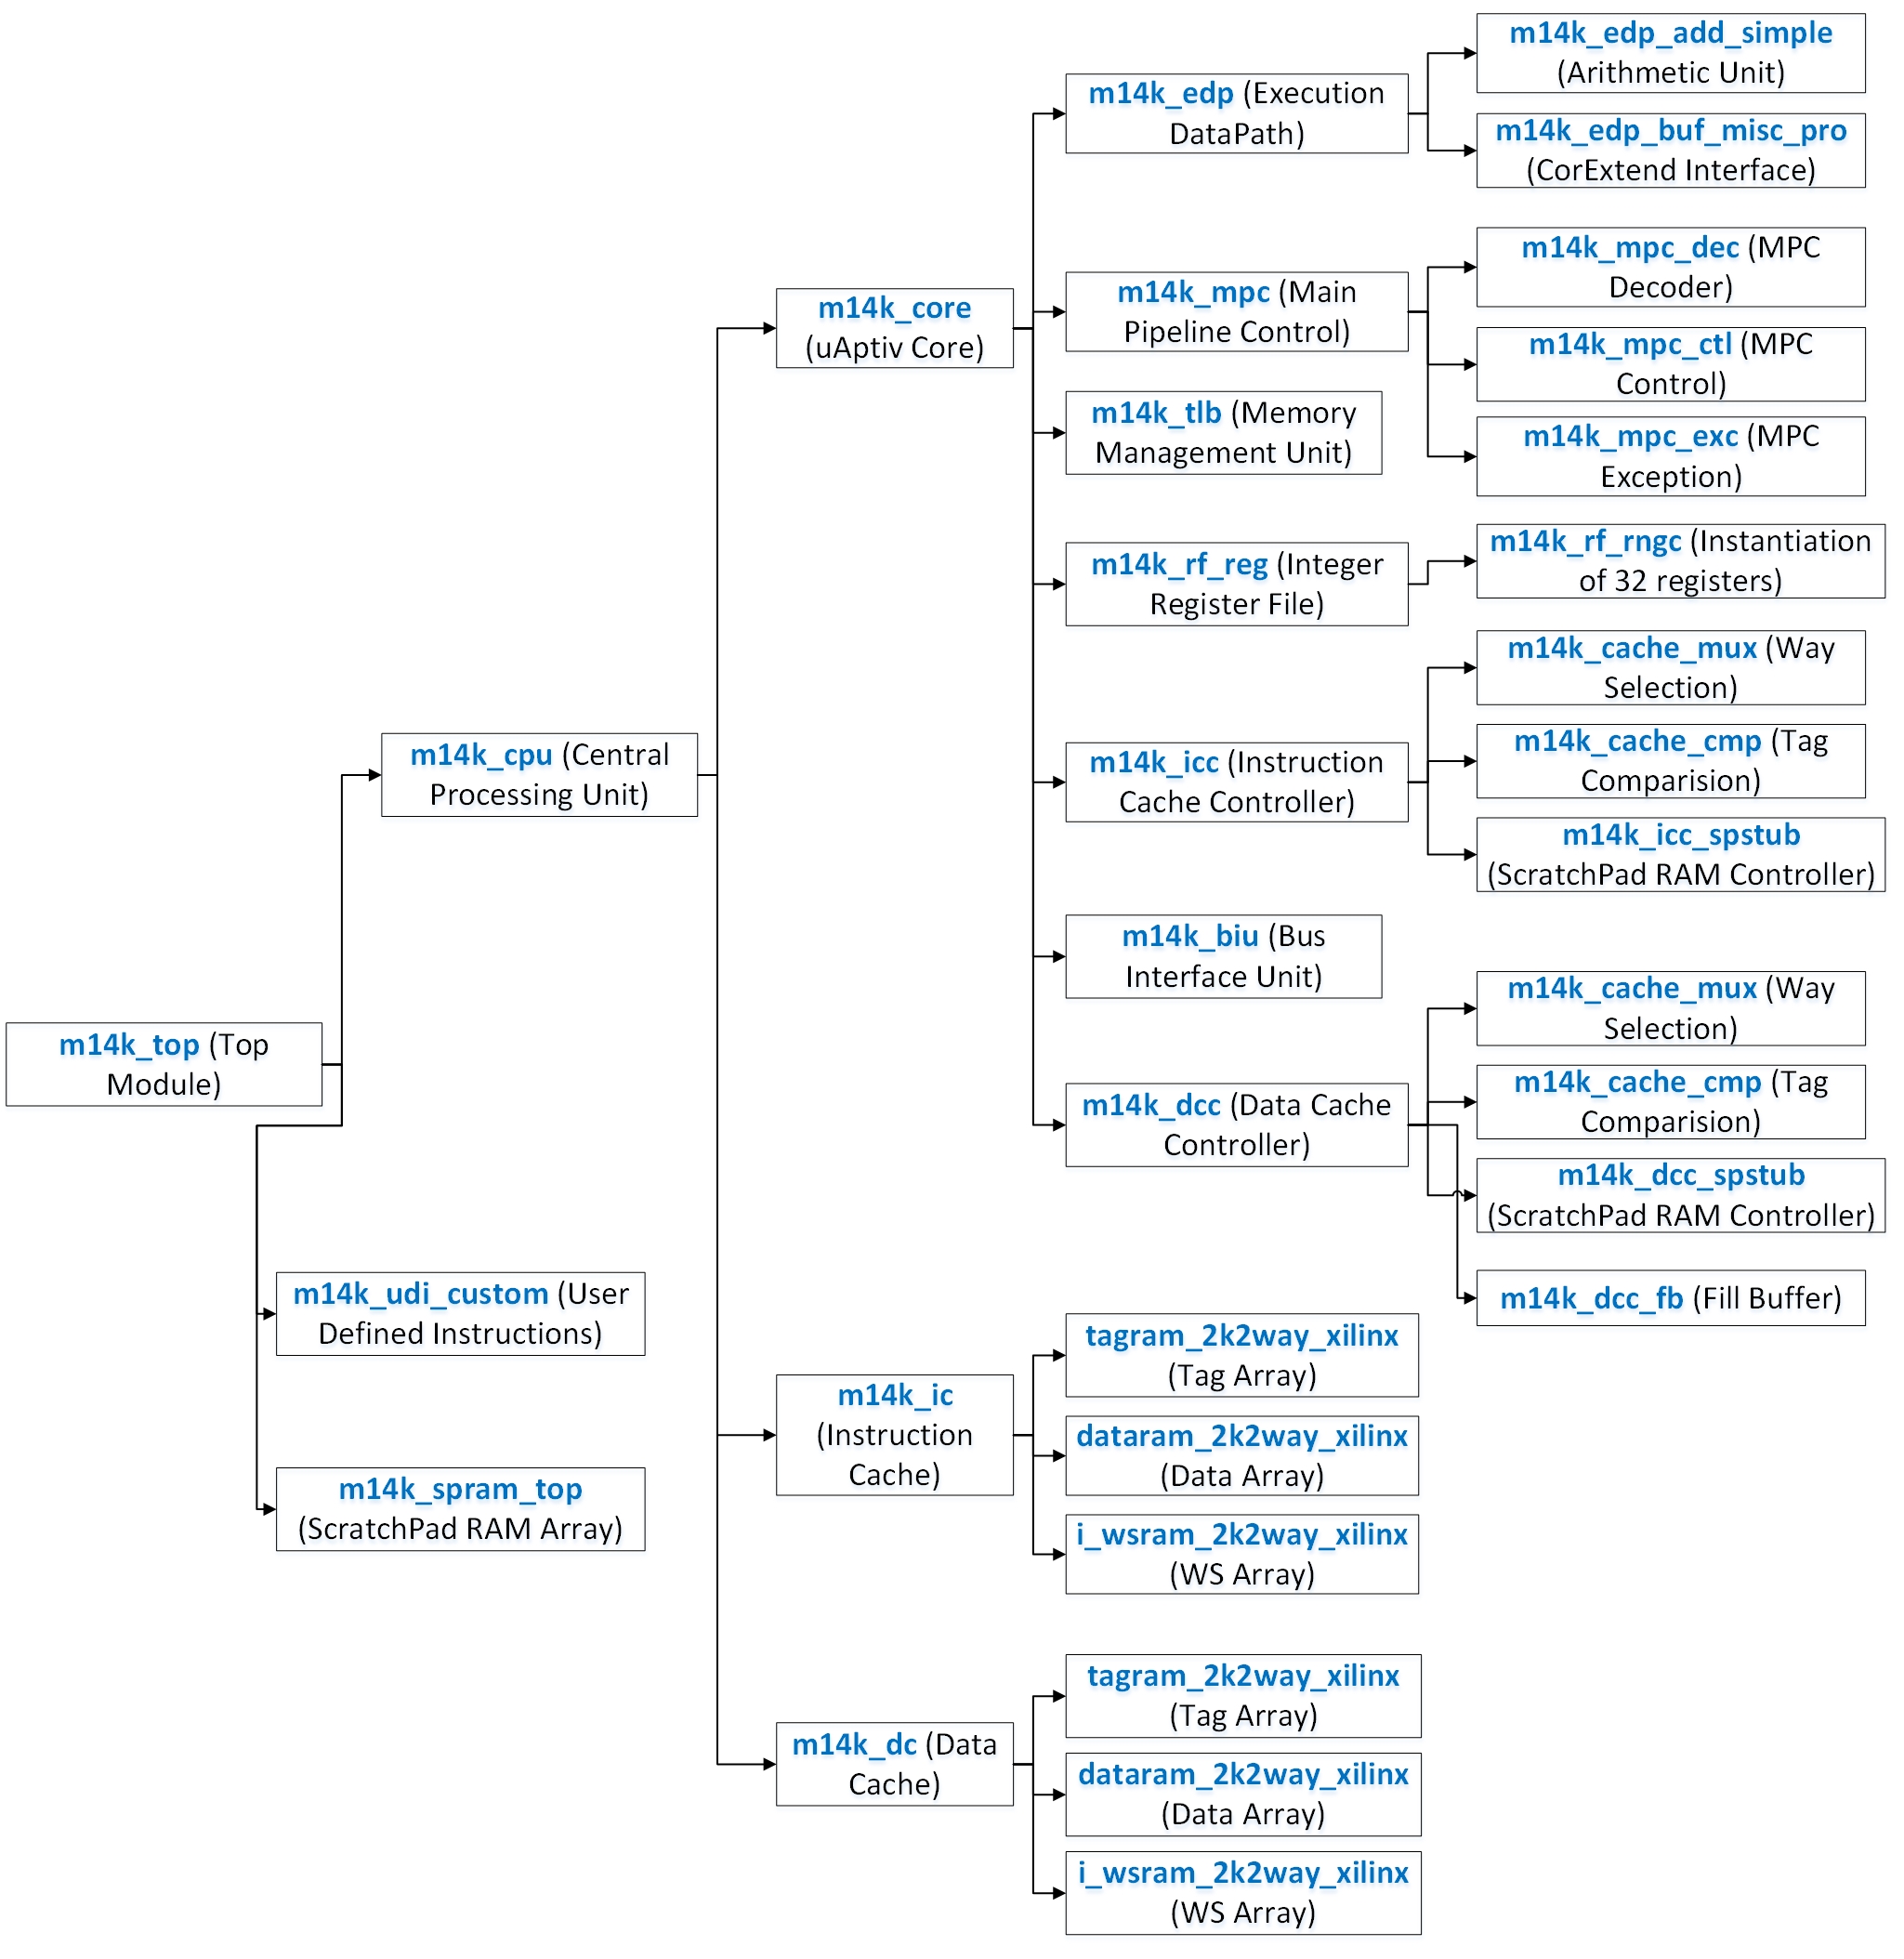 m14k_edp_add_simple
(Arithmetic Unit)
m14k_edp (Execution
DataPath)
m14k_edp_buf_misc_pro
(CorExtend Interface)
m14k_mpc_dec (MPC
Decoder)
m14k_core
(uAptiv Core)
m14k_mpc (Main
Pipeline Control)
m14k_mpc_ctl (MPC
Control)
m14k_tlb (Memory
Management Unit)
m14k_mpc_exc (MPC
Exception)
m14k_rf_reg (Integer
Register File)
m14k_rf_rngc (Instantiation
of 32 registers)
m14k_cache_mux (Way
Selection)
m14k_cpu (Central
Processing Unit)
m14k_icc (Instruction
Cache Controller)
m14k_cache_cmp (Tag
Comparision)
m14k_icc_spstub
(ScratchPad RAM Controller)
m14k_biu (Bus
Interface Unit)
m14k_cache_mux (Way
Selection)
m14k_top (Top
Module)
m14k_dcc (Data Cache
Controller)
m14k_cache_cmp (Tag
Comparision)
m14k_dcc_spstub
(ScratchPad RAM Controller)
m14k_udi_custom (User
Defined Instructions)
m14k_dcc_fb (Fill Buffer)
tagram_2k2way_xilinx
(Tag Array)
m14k_ic
(Instruction
Cache)
dataram_2k2way_xilinx
(Data Array)
m14k_spram_top
(ScratchPad RAM Array)
i_wsram_2k2way_xilinx
(WS Array)
tagram_2k2way_xilinx
(Tag Array)
m14k_dc (Data
Cache)
dataram_2k2way_xilinx
(Data Array)
i_wsram_2k2way_xilinx
(WS Array)